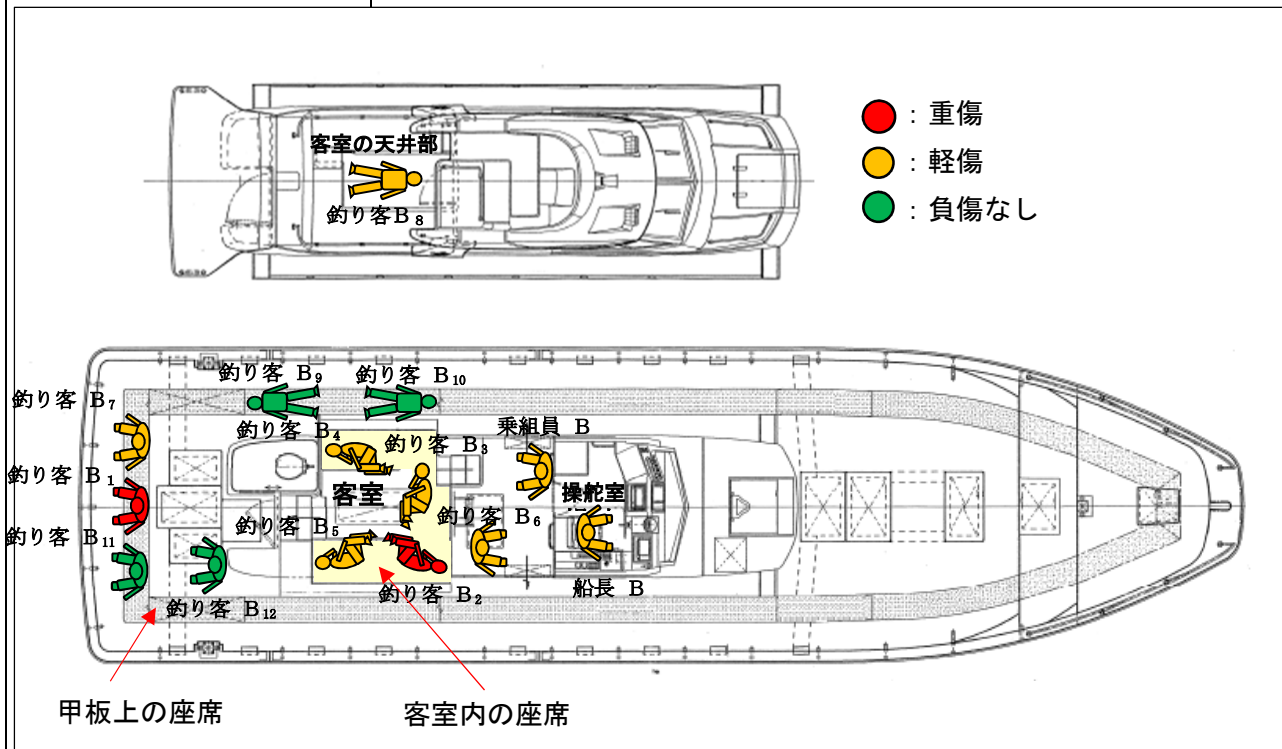 客室の天井部
釣り客B₈
：重傷
：軽傷
：負傷なし
釣り客 B₉
釣り客 B₁₀
釣り客 B₇
釣り客 B₄
釣り客 B₃
乗組員 B
釣り客 B₁
客室
操舵室
釣り客 B₅
釣り客 B₆
釣り客 B₁₁
船長 B
釣り客 B₂
釣り客 B₁₂
甲板上の座席
客室内の座席